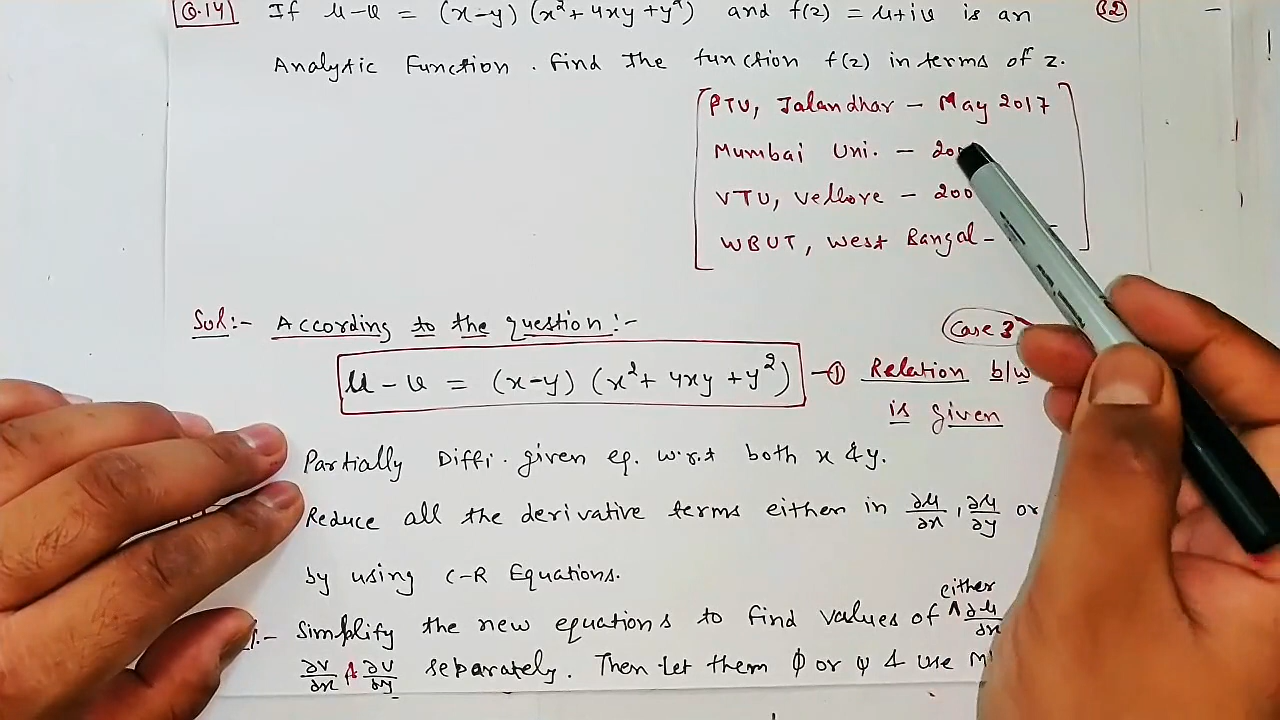 Q.14 If u-v = (x-y) (x²+4xy+y²) and f(z) = u+iv is an 32
Analytic Function. Find the function f(z) in terms of z.
PTU, Jalandhar - May 2017
Mumbai Uni. -
VTU, Vellore -
WBUT, West Bangal-
Sol:- According to the question:-
Case 3
u-v = (x-y) (x²+4xy+y²) -① Relation b/w
is given
Partially Diffi. given eq. w.r.t both x & y.
Reduce all the derivative terms either in ∂u/∂x, ∂u/∂y or
by using C-R Equations.
either
:- Simplify the new equations to find values of ^ ∂u/∂x
∂v/∂x & ∂v/∂y separately. Then Let them ϕ or ψ & use